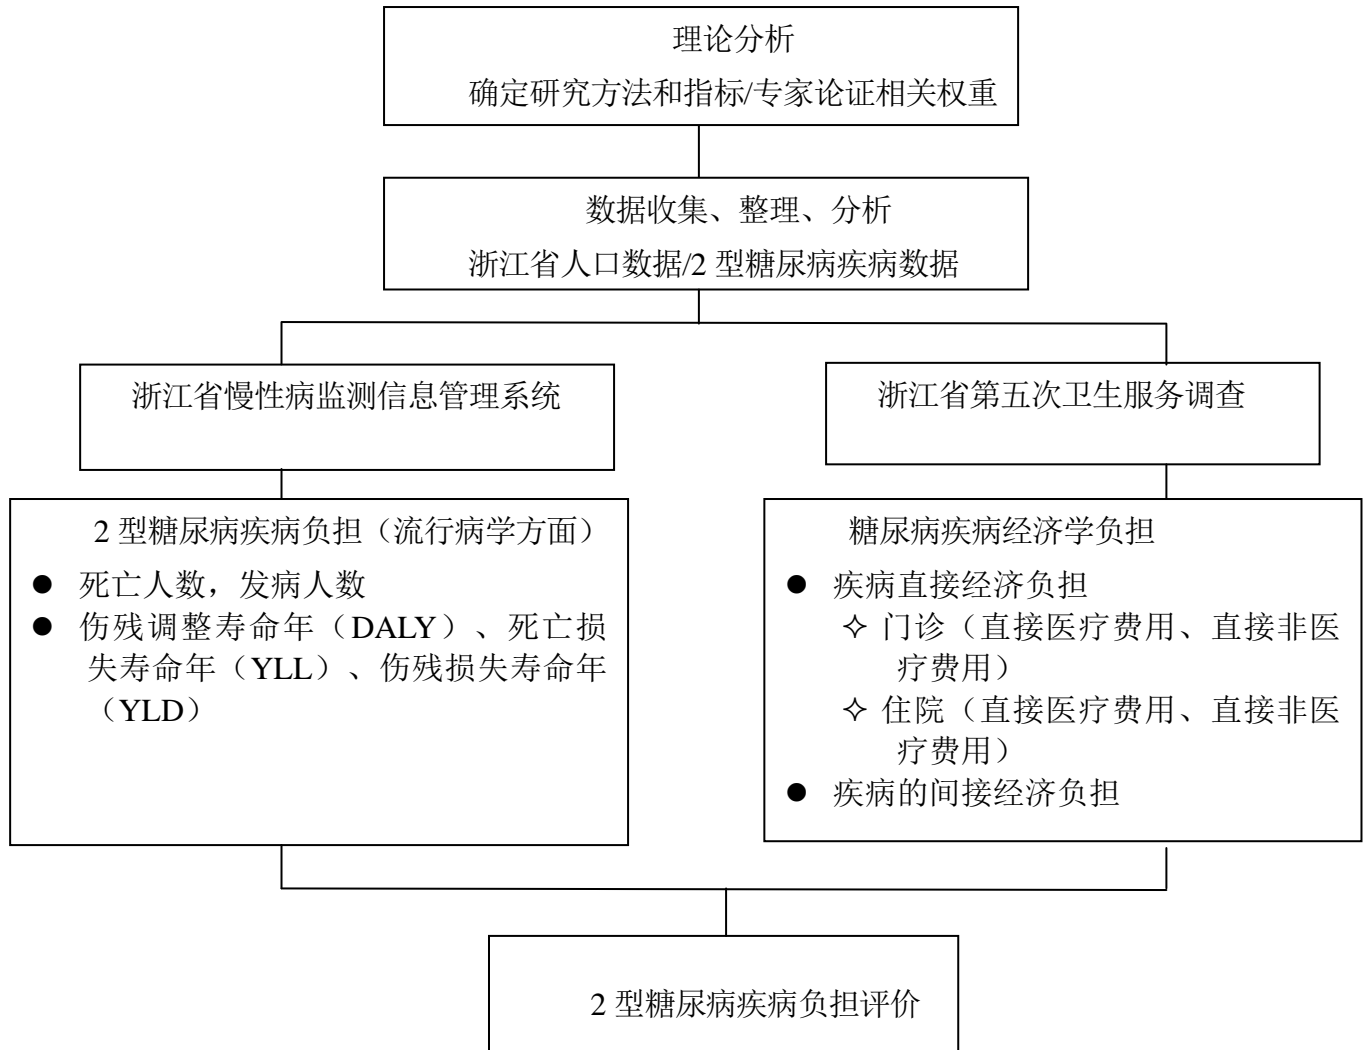 理论分析
确定研究方法和指标/专家论证相关权重
数据收集、整理、分析
浙江省人口数据/2 型糖尿病疾病数据
浙江省慢性病监测信息管理系统
浙江省第五次卫生服务调查
2 型糖尿病疾病负担（流行病学方面）
● 死亡人数，发病人数
● 伤残调整寿命年（DALY）、死亡损
失寿命年（YLL）、伤残损失寿命年
（YLD）
糖尿病疾病经济学负担
● 疾病直接经济负担
✧ 门诊（直接医疗费用、直接非医
疗费用）
✧ 住院（直接医疗费用、直接非医
疗费用）
● 疾病的间接经济负担
2 型糖尿病疾病负担评价